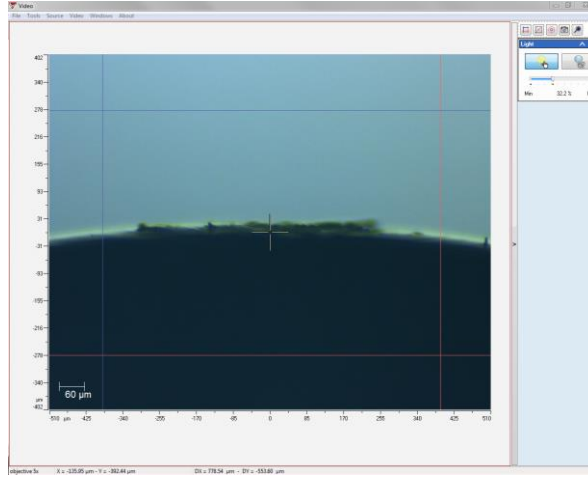 Video
File Tools Source Video Windows About
Light
Min 32.2 %
402
340
278
216
155
93
31
-31
-93
-155
-216
-278
-340
µm
-402
60 µm
-510 µm -425 -340 -255 -170 -85 0 85 170 255 340 425 510
objective 5x X = -135.95 µm - Y = -392.44 µm DX = 778.54 µm - DY = -553.60 µm